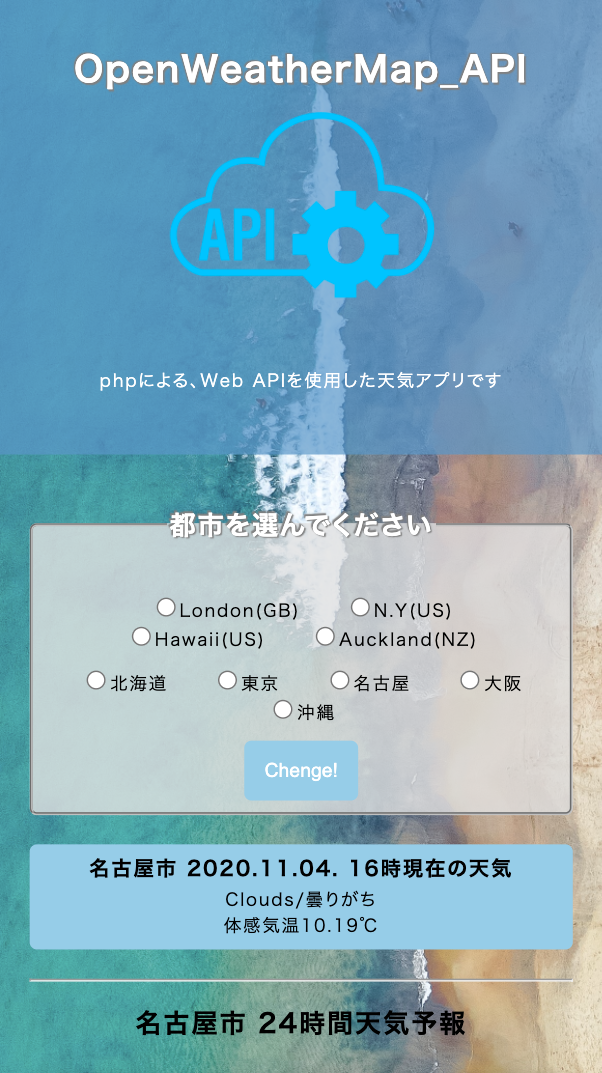 OpenWeatherMap_API
API
phpによる、Web APIを使用した天気アプリです
都市を選んでください
London(GB) N.Y(US)
Hawaii(US) Auckland(NZ)
北海道 東京 名古屋 大阪
沖縄
Chenge!
名古屋市 2020.11.04. 16時現在の天気
Clouds/曇りがち
体感気温10.19℃
名古屋市 24時間天気予報